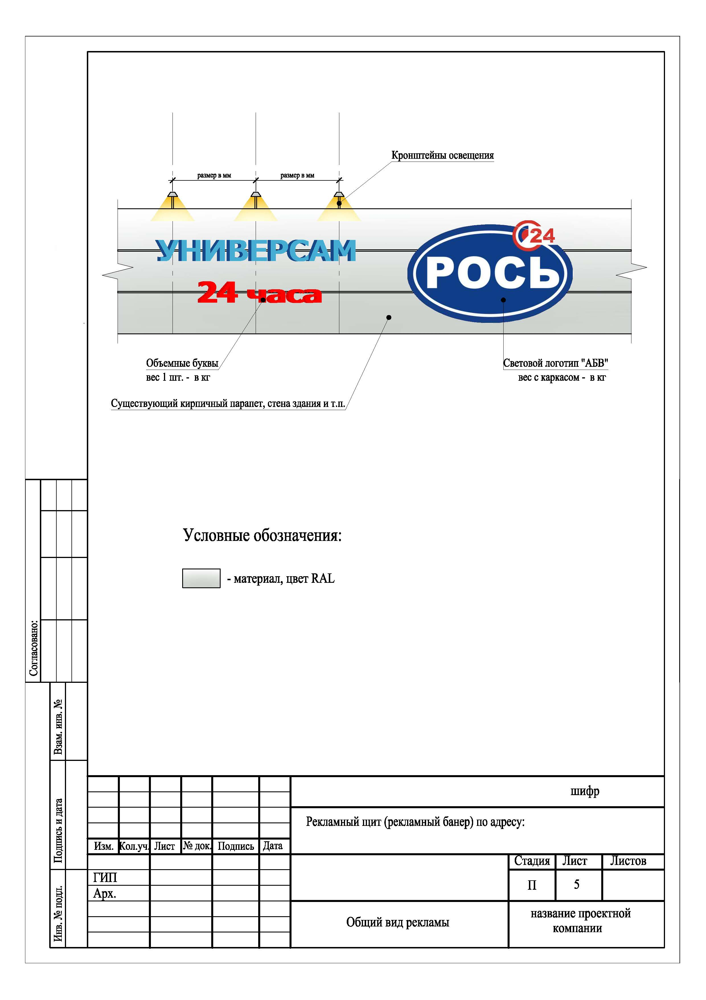 Кронштейны освещения
размер в мм размер в мм
24
УНИВЕРСАМ
РОСЬ
24 часа
Объемные буквы
вес 1 шт. - в кг
Световой логотип "АБВ"
вес с каркасом - в кг
Существующий кирпичный парапет, стена здания и т.п.
Условные обозначения:
- материал, цвет RAL
Согласовано:
Взам. инв. №
Подпись и дата
Инв. № подл.
шифр
Рекламный щит (рекламный банер) по адресу:
Изм. Кол.уч. Лист № док. Подпись Дата
Стадия Лист Листов
ГИП
П 5
Арх.
Общий вид рекламы
название проектной
компании